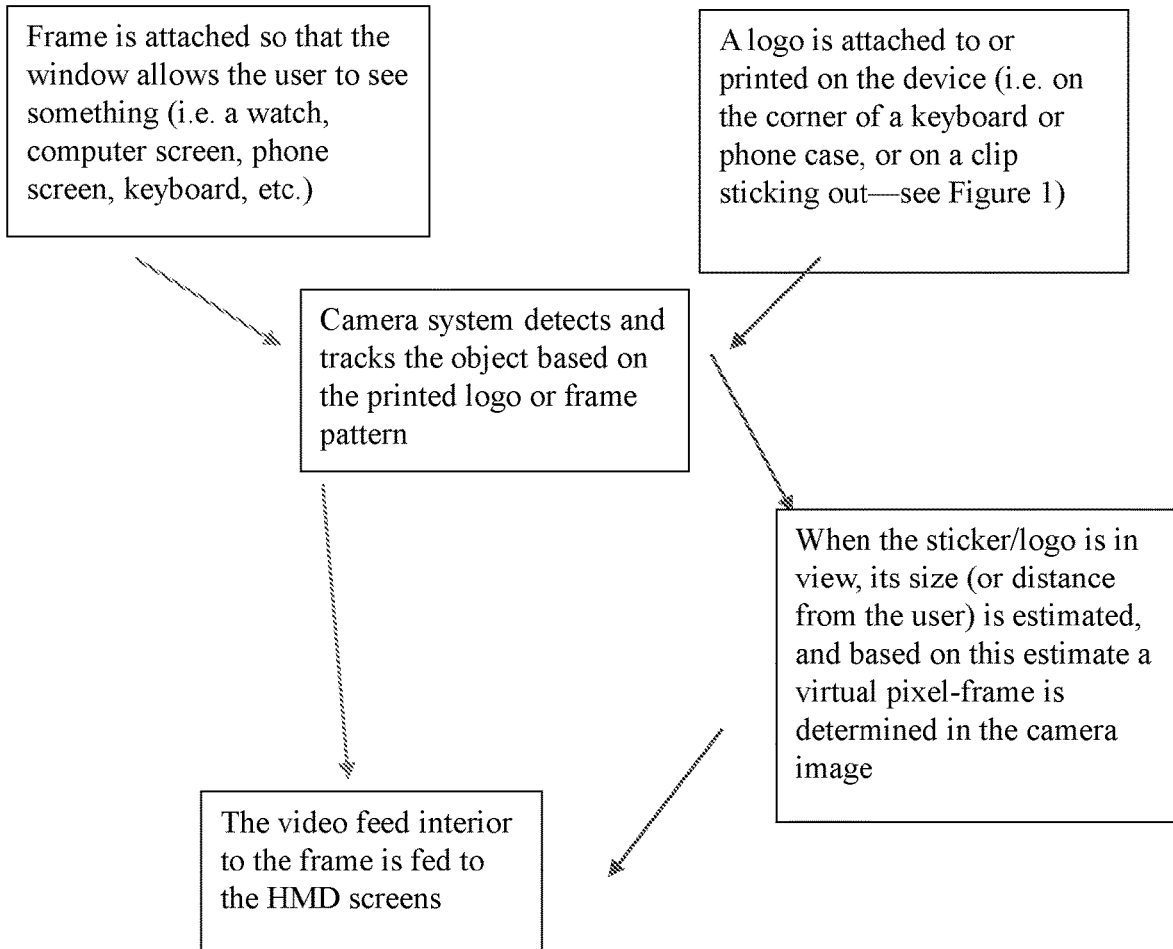 Frame is attached so that the
window allows the user to see
something (i.e. a watch,
computer screen, phone
screen, keyboard, etc.)
A logo is attached to or
printed on the device (i.e. on
the corner of a keyboard or
phone case, or on a clip
sticking out—see Figure 1)
Camera system detects and
tracks the object based on
the printed logo or frame
pattern
When the sticker/logo is in
view, its size (or distance
from the user) is estimated,
and based on this estimate a
virtual pixel-frame is
determined in the camera
image
The video feed interior
to the frame is fed to
the HMD screens